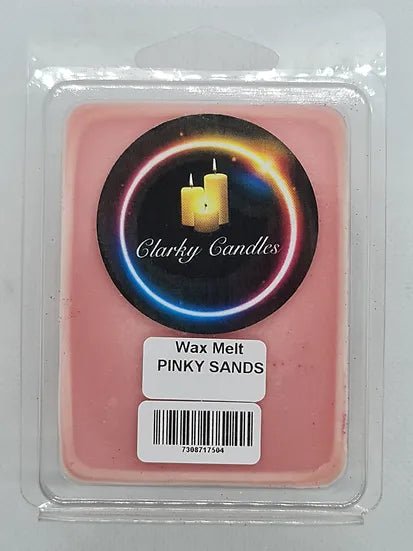 Clarky Candles
Wax Melt
PINKY SANDS
7308717504